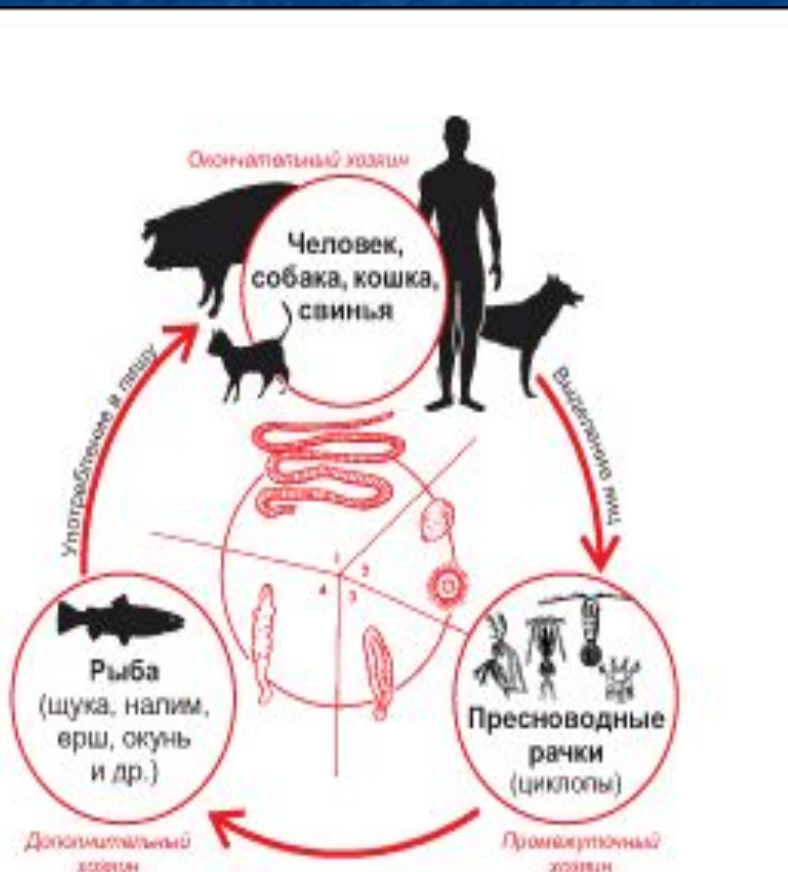 Окончательный хозяин
Человек,
собака, кошка,
свинья
Употребление в пищу
Выделение яиц
1
2
4
3
Рыба
(щука, налим,
ерш, окунь
и др.)
Пресноводные
рачки
(циклопы)
Дополнительный
хозяин
Промежуточный
хозяин